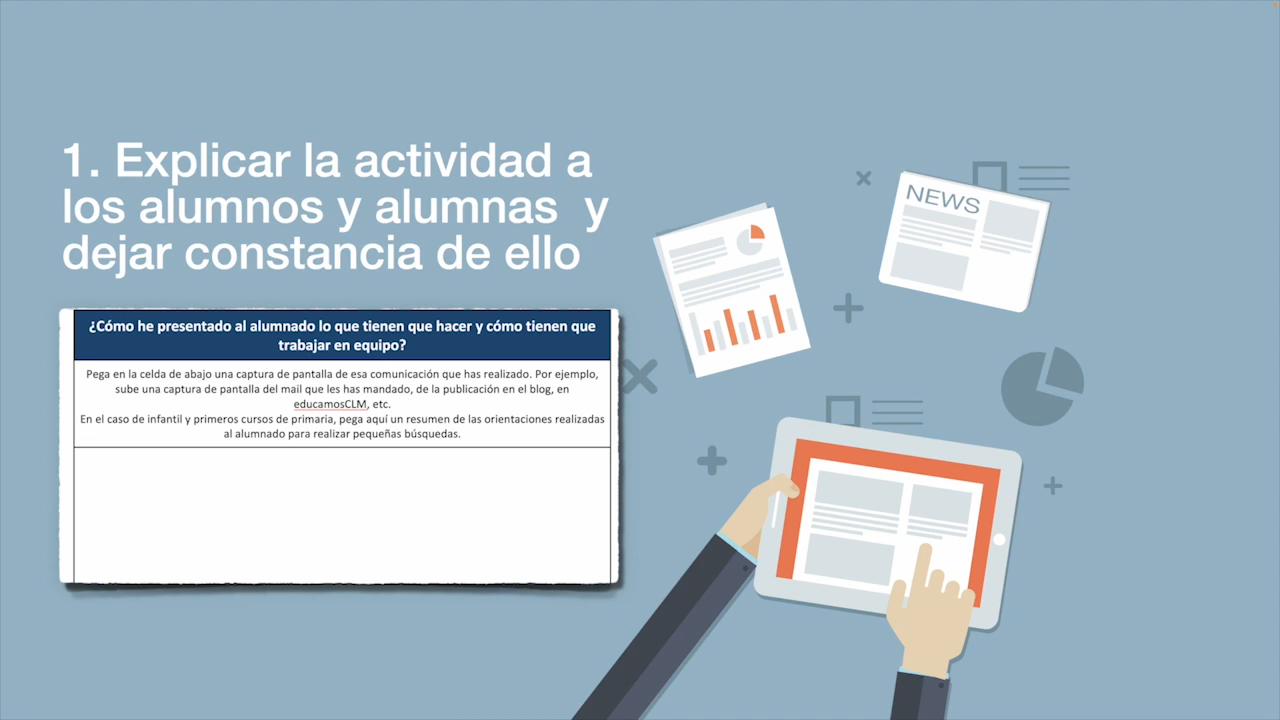 1. Explicar la actividad a
los alumnos y alumnas y
dejar constancia de ello
¿Cómo he presentado al alumnado lo que tienen que hacer y cómo tienen que
trabajar en equipo?
Pega en la celda de abajo una captura de pantalla de esa comunicación que has realizado. Por ejemplo,
sube una captura de pantalla del mail que les has mandado, de la publicación en el blog, en
educamosCLM, etc.
En el caso de infantil y primeros cursos de primaria, pega aquí un resumen de las orientaciones realizadas
al alumnado para realizar pequeñas búsquedas.
NEWS